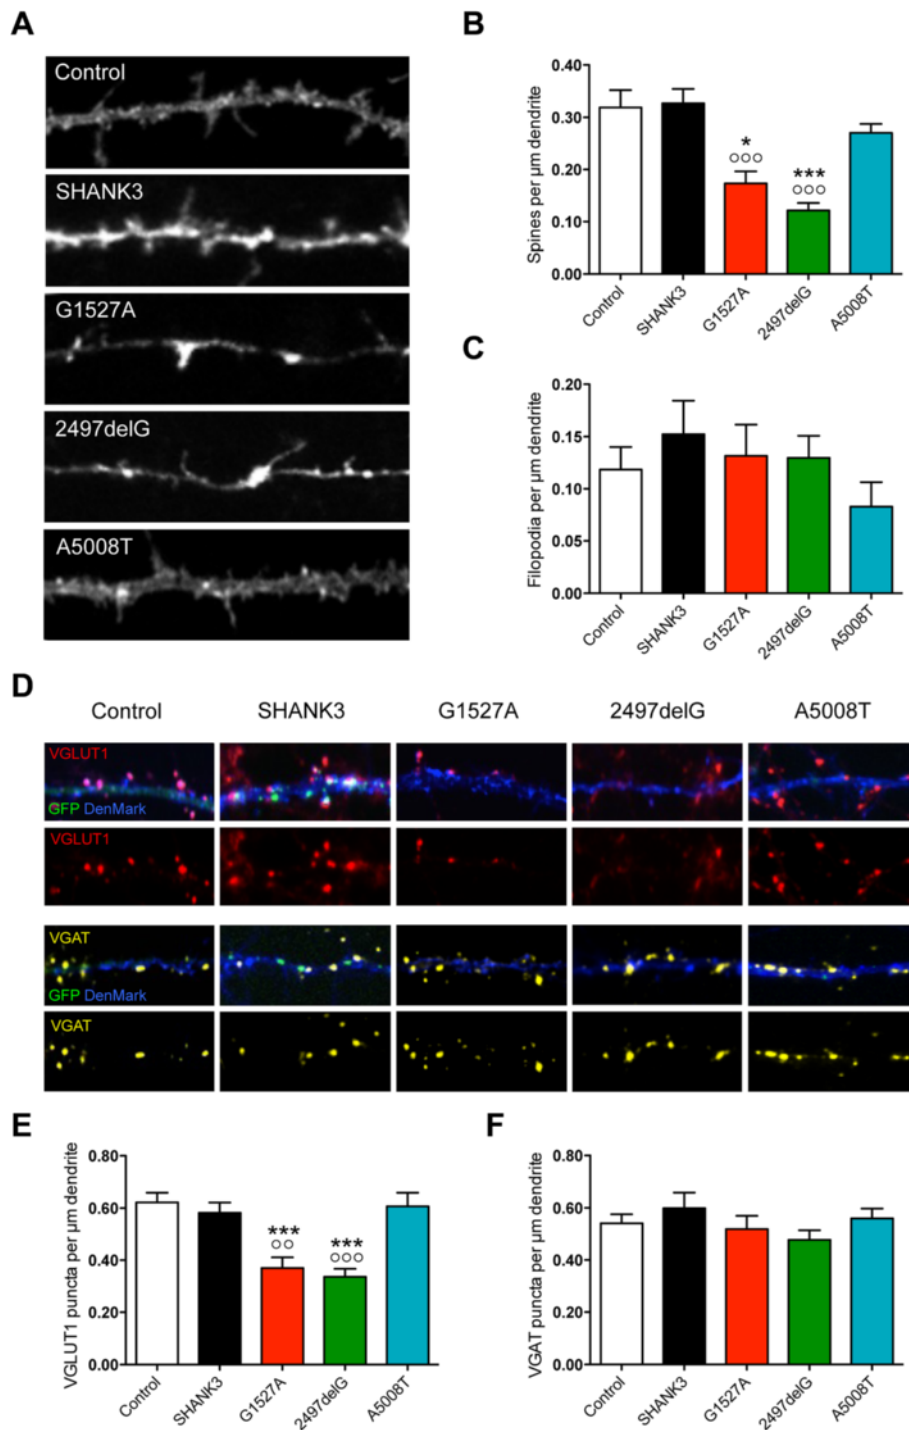 A
Control
SHANK3
G1527A
2497delG
A5008T
B
Spines per µm dendrite
0.40
0.30
0.20
0.10
0.00
*
○○○
***
○○○
Control
SHANK3
G1527A
2497delG
A5008T
C
Filopodia per µm dendrite
0.20
0.15
0.10
0.05
0.00
Control
SHANK3
G1527A
2497delG
A5008T
D
Control SHANK3 G1527A 2497delG A5008T
VGLUT1
GFP DenMark
VGLUT1
VGAT
GFP DenMark
VGAT
E
VGLUT1 puncta per µm dendrite
0.80
0.60
0.40
0.20
0.00
***
○○
***
○○○
Control
SHANK3
G1527A
2497delG
A5008T
F
VGAT puncta per µm dendrite
0.80
0.60
0.40
0.20
0.00
Control
SHANK3
G1527A
2497delG
A5008T